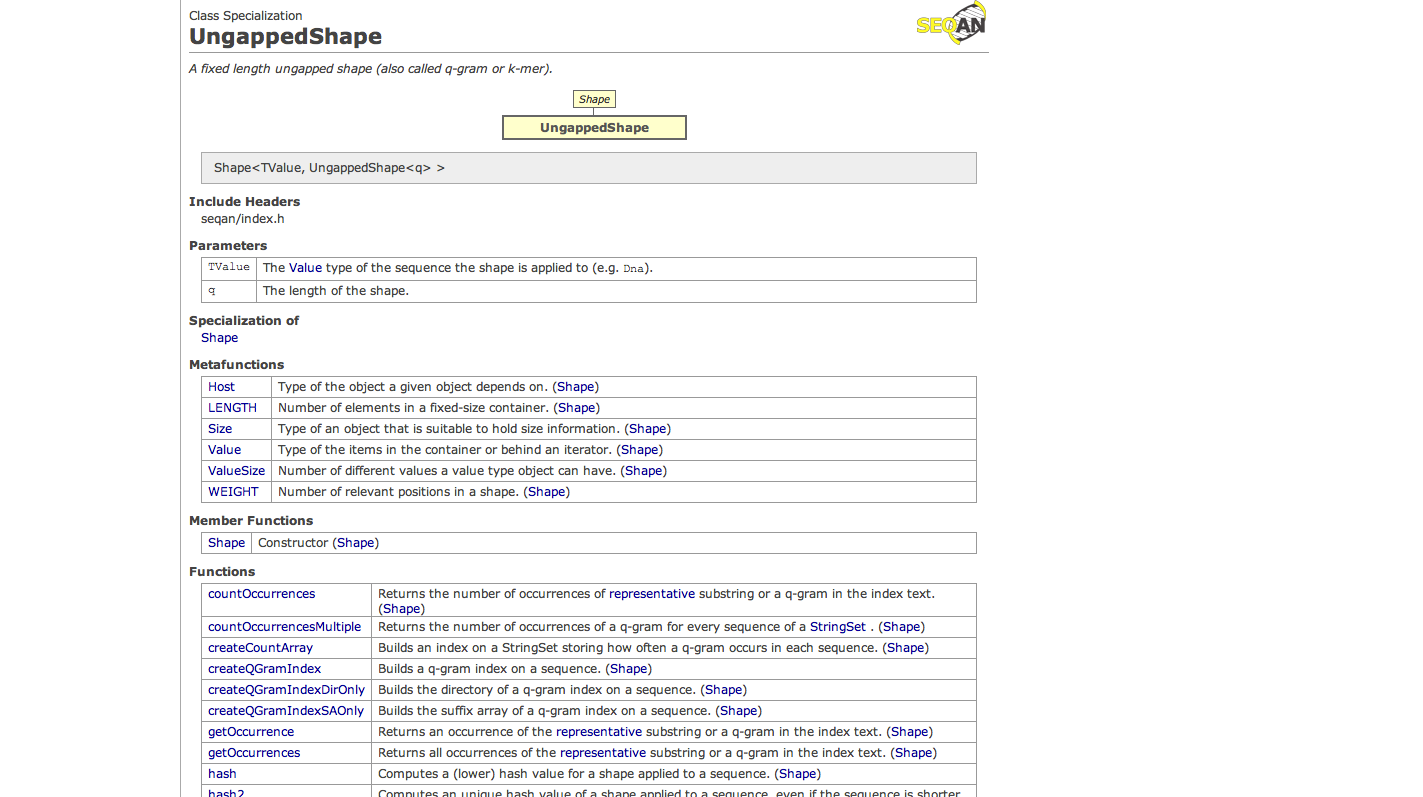 Class Specialization
SEQAN
UngappedShape
A fixed length ungapped shape (also called q-gram or k-mer).
Shape
UngappedShape
Shape<TValue, UngappedShape<q> >
Include Headers
seqan/index.h
Parameters
TValue The Value type of the sequence the shape is applied to (e.g. Dna).
q The length of the shape.
Specialization of
Shape
Metafunctions
Host Type of the object a given object depends on. (Shape)
LENGTH Number of elements in a fixed-size container. (Shape)
Size Type of an object that is suitable to hold size information. (Shape)
Value Type of the items in the container or behind an iterator. (Shape)
ValueSize Number of different values a value type object can have. (Shape)
WEIGHT Number of relevant positions in a shape. (Shape)
Member Functions
Shape Constructor (Shape)
Functions
countOccurrences Returns the number of occurrences of representative substring or a q-gram in the index text.
(Shape)
countOccurrencesMultiple Returns the number of occurrences of a q-gram for every sequence of a StringSet . (Shape)
createCountArray Builds an index on a StringSet storing how often a q-gram occurs in each sequence. (Shape)
createQGramIndex Builds a q-gram index on a sequence. (Shape)
createQGramIndexDirOnly Builds the directory of a q-gram index on a sequence. (Shape)
createQGramIndexSAOnly Builds the suffix array of a q-gram index on a sequence. (Shape)
getOccurrence Returns an occurrence of the representative substring or a q-gram in the index text. (Shape)
getOccurrences Returns all occurrences of the representative substring or a q-gram in the index text. (Shape)
hash Computes a (lower) hash value for a shape applied to a sequence. (Shape)
hash2 Computes an unique hash value of a shape applied to a sequence, even if the sequence is shorter